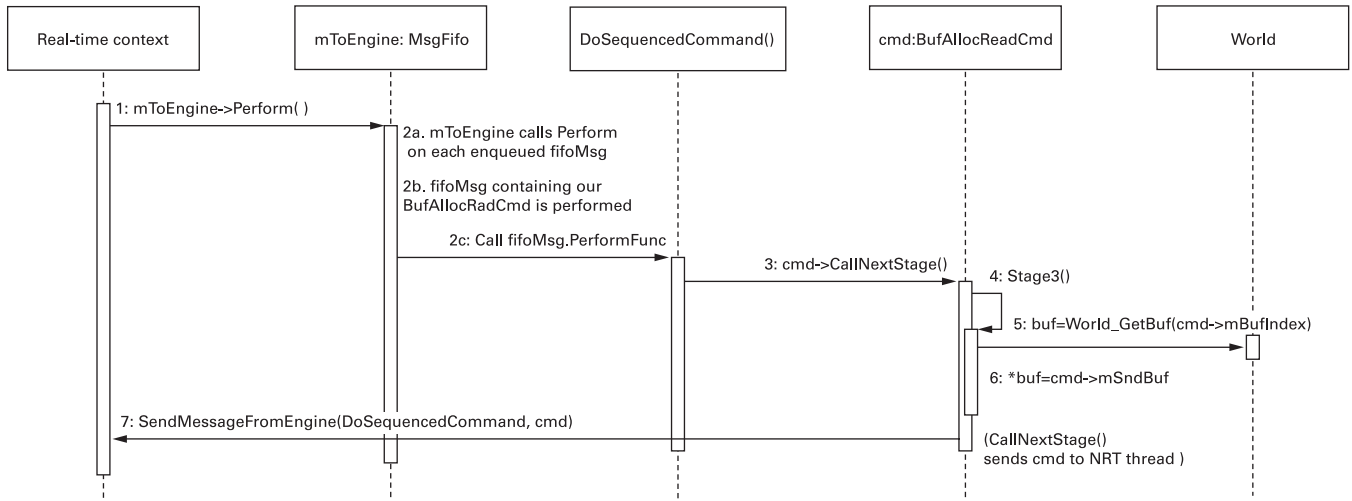 Real-time context
mToEngine: MsgFifo
DoSequencedCommand()
cmd:BufAllocReadCmd
World
1: mToEngine->Perform( )
2a. mToEngine calls Perform
on each enqueued fifoMsg
2b. fifoMsg containing our
BufAllocRadCmd is performed
2c: Call fifoMsg.PerformFunc
3: cmd->CallNextStage()
4: Stage3()
5: buf=World_GetBuf(cmd->mBufIndex)
6: *buf=cmd->mSndBuf
7: SendMessageFromEngine(DoSequencedCommand, cmd)
(CallNextStage()
sends cmd to NRT thread )